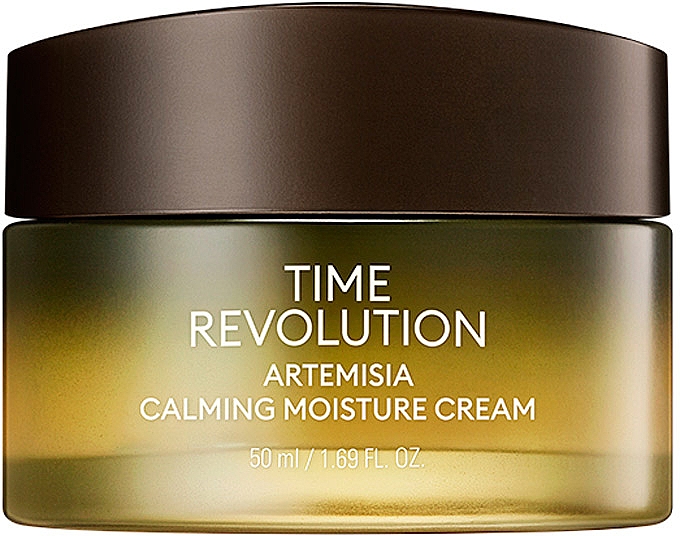 TIME
REVOLUTION
ARTEMISIA
CALMING MOISTURE CREAM
50 ml / 1.69 FL. OZ.